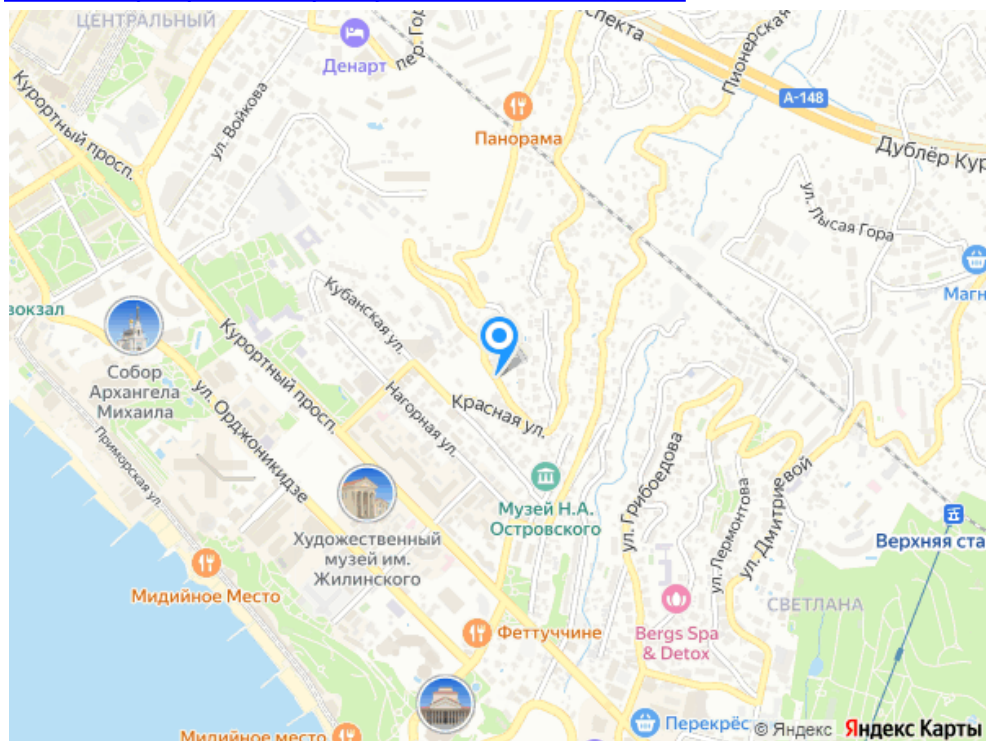 ЦЕНТРАЛЬНЫЙ
Денарт
пер. Гор
спекта
Пионерская
А-148
Дублёр Кур
Курортный просп.
ул. Войкова
Панорама
ул. Лысая Гора
Магн
вокзал
Собор
Архангела
Михаила
Кубанская ул.
Курортный просп.
Нагорная ул.
Красная ул.
ул. Орджоникидзе
Приморская ул.
Музей Н.А.
Островского
ул. Грибоедова
ул. Лермонтова
ул. Дмитриевой
Верхняя ста
Художественный
музей им.
Жилинского
Мидийное Место
СВЕТЛАНА
Феттуччине
Bergs Spa
& Detox
Мидийное место
Перекрёс
© Яндекс Яндекс Карты